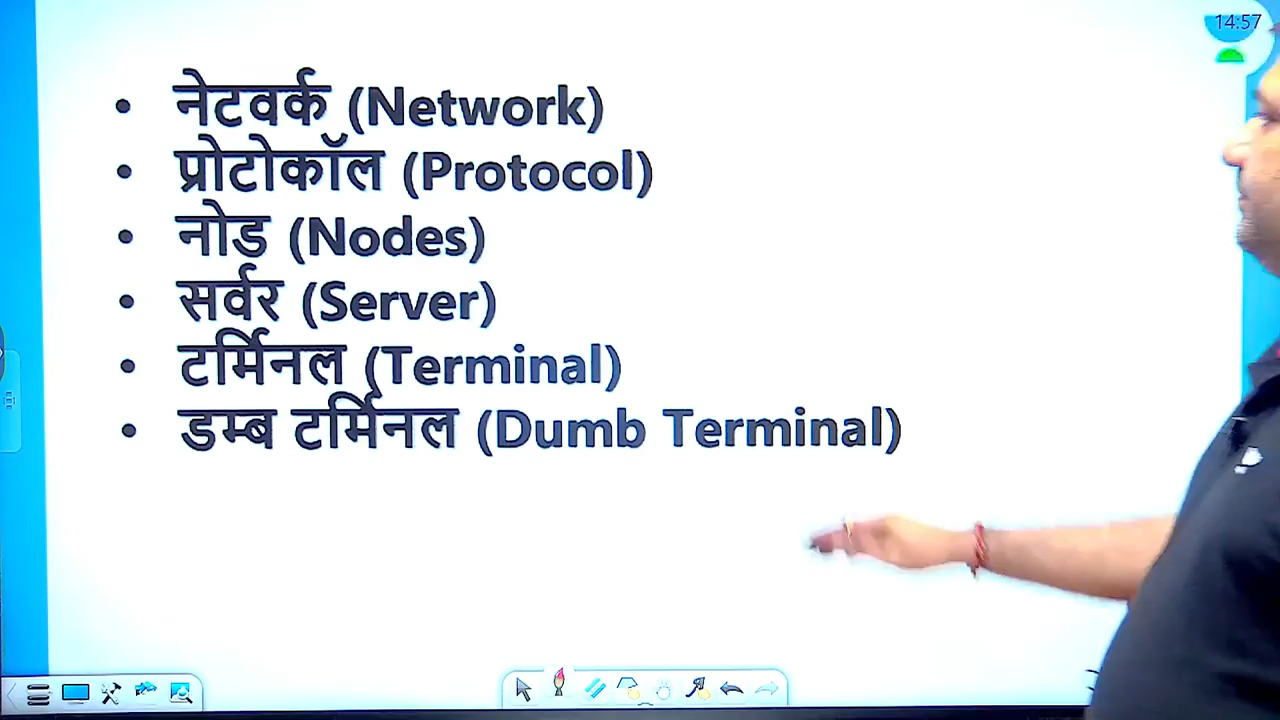 14:57
• नेटवर्क (Network)
• प्रोटोकॉल (Protocol)
• नोड (Nodes)
• सर्वर (Server)
• टर्मिनल (Terminal)
• डम्ब टर्मिनल (Dumb Terminal)